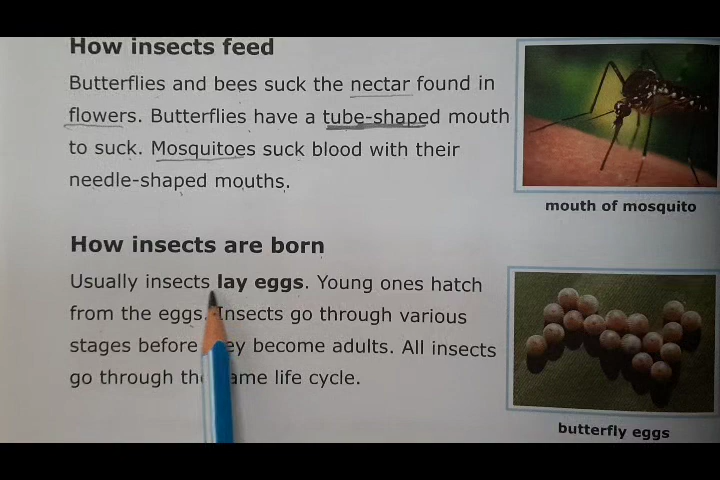 How insects feed
Butterflies and bees suck the nectar found in
flowers. Butterflies have a tube-shaped mouth
to suck. Mosquitoes suck blood with their
needle-shaped mouths.
mouth of mosquito
How insects are born
Usually insects lay eggs. Young ones hatch
from the eggs. Insects go through various
stages before they become adults. All insects
go through the same life cycle.
butterfly eggs